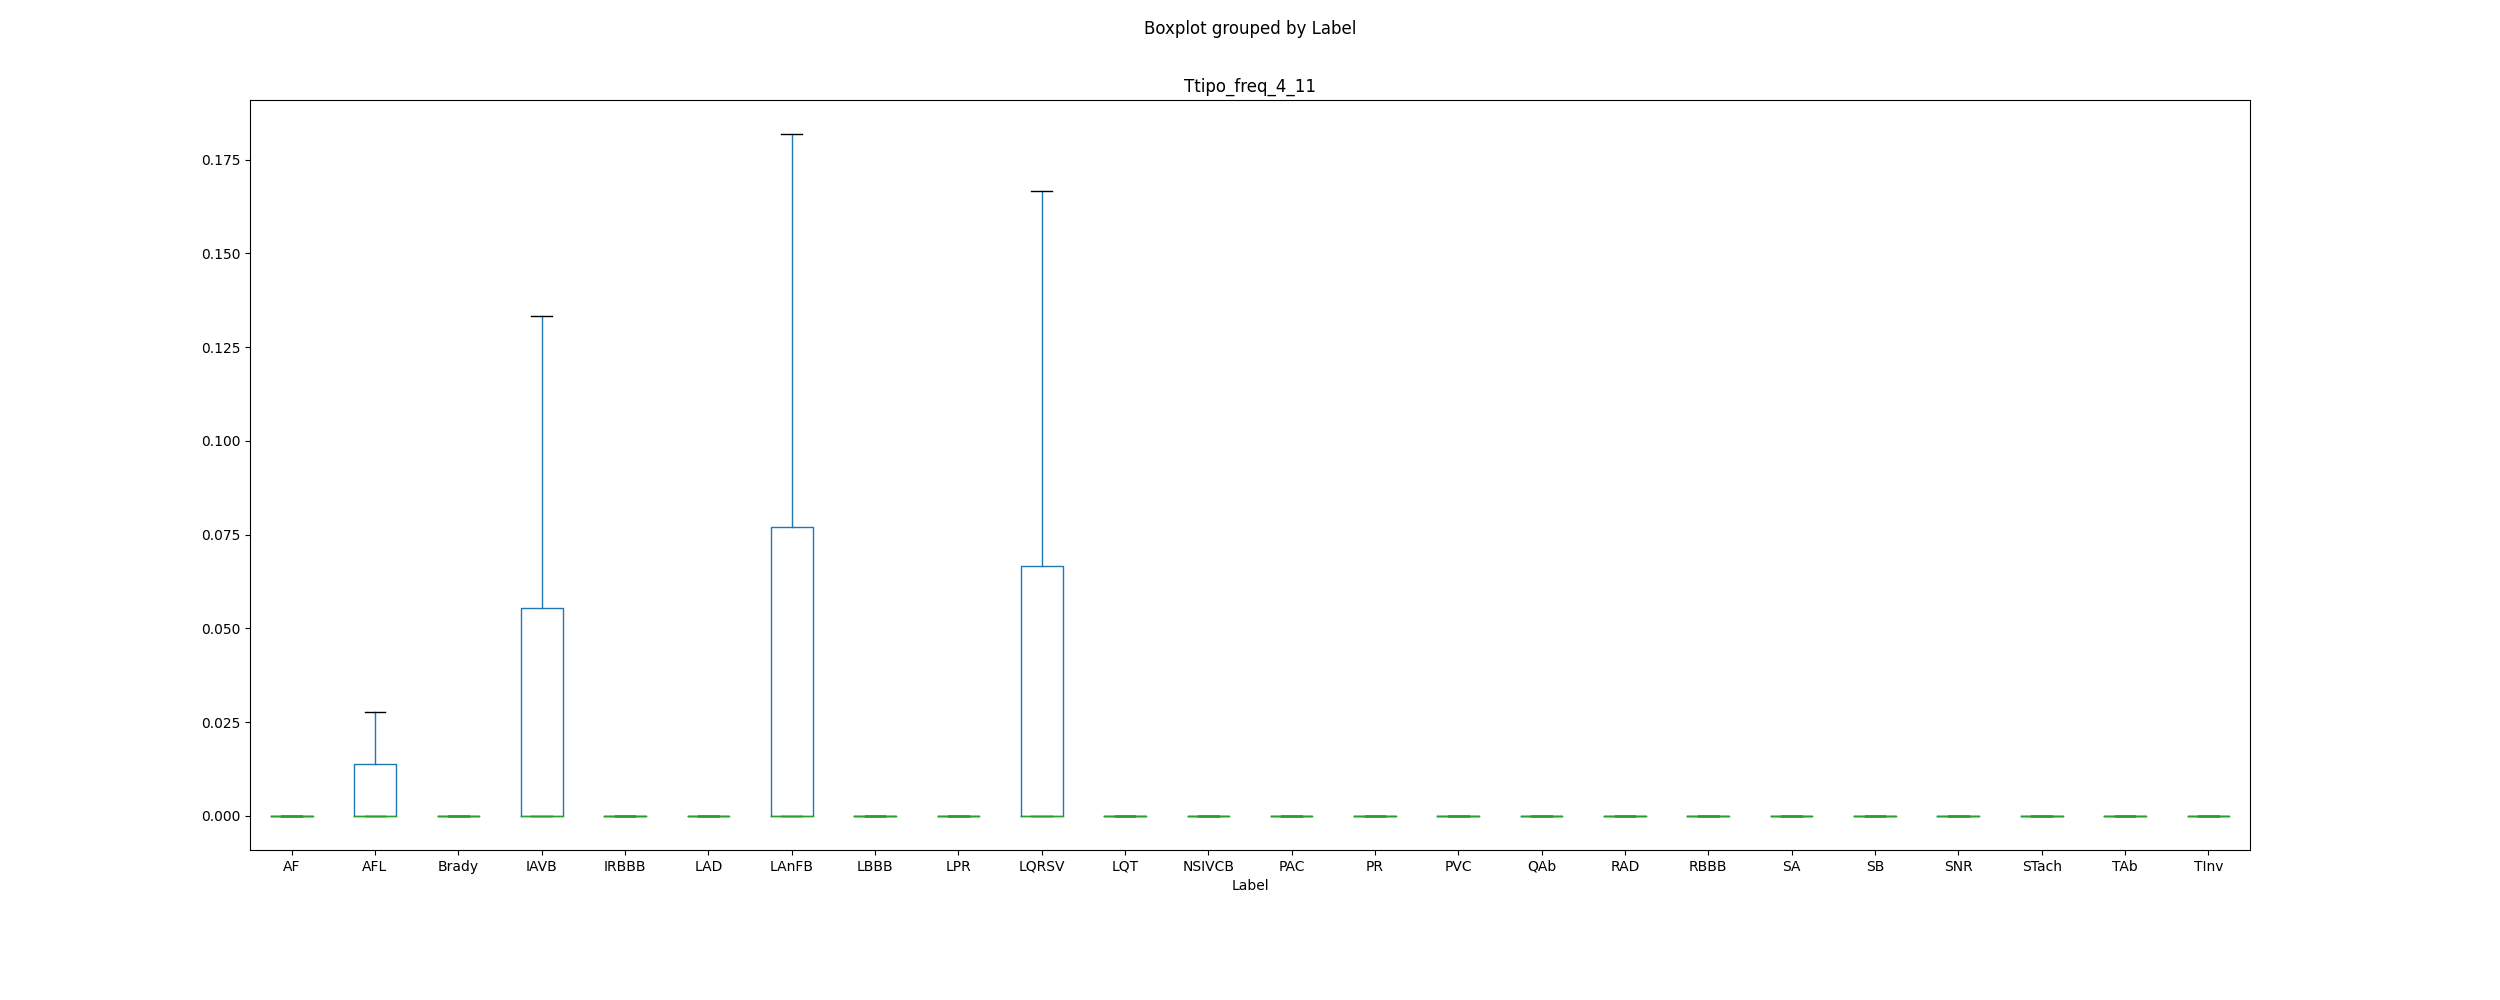 Boxplot grouped by Label
Ttipo_freq_4_11
0.175
0.150
0.125
0.100
0.075
0.050
0.025
0.000
AF AFL Brady IAVB IRBBB LAD LAnFB LBBB LPR LQRSV LQT NSIVCB PAC PR PVC QAb RAD RBBB SA SB SNR STach TAb TInv
Label